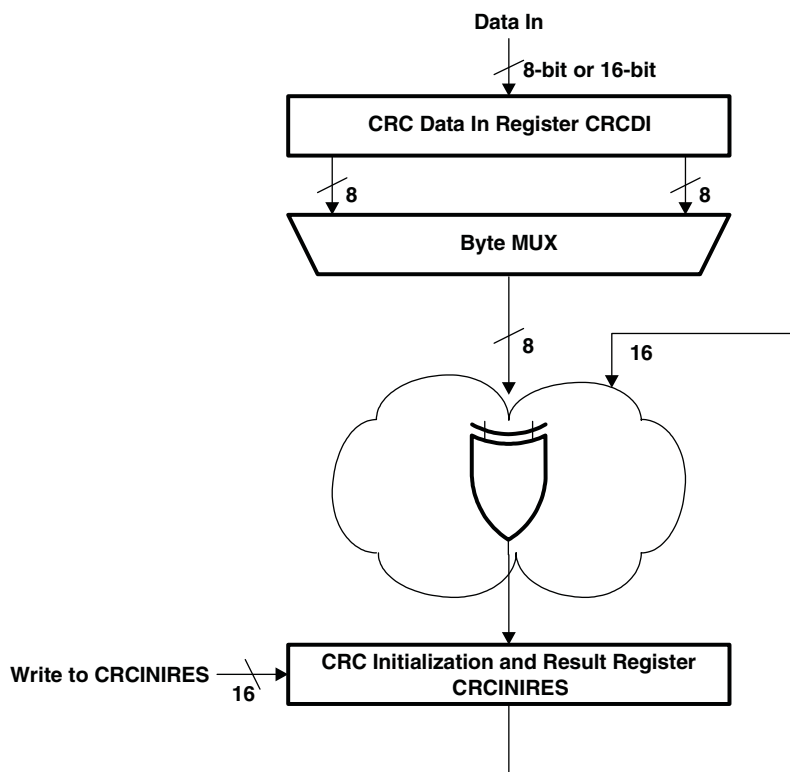 Data In
8-bit or 16-bit
CRC Data In Register CRCDI
8
8
Byte MUX
8
16
CRC Initialization and Result Register
CRCINIRES
Write to CRCINIRES
16